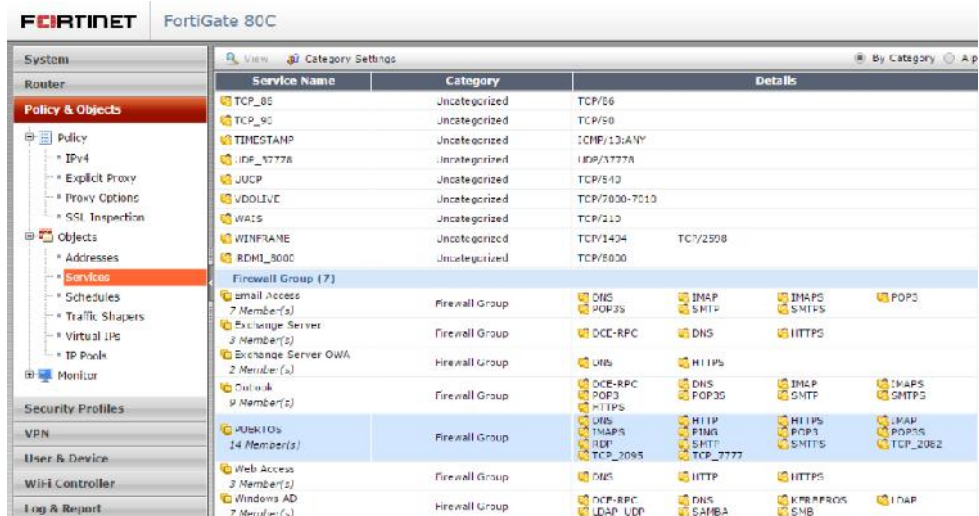 FORTINET FortiGate 80C
System
Router
Policy & Objects
Policy
IPv4
Explicit Proxy
Proxy Options
SSL Inspection
Objects
Addresses
Services
Schedules
Traffic Shapers
Virtual IPs
IP Pools
Monitor
Security Profiles
VPN
User & Device
WiFi Controller
Log & Report
View Category Settings By Category
Service Name Category Details
Uncategorized
TCP_90 Uncategorized TCP/90
TIMESTAMP Uncategorized ICMP/13:ANY
UDP_37778 Uncategorized UDP/37778
Uncategorized TCP/540
VDOLIVE Uncategorized TCP/7000-7010
WAIS Uncategorized TCP/210
WINFRAME Uncategorized TCP/1494 TCP/2598
Uncategorized
Firewall Group (7)
Email Access Firewall Group DNS IMAP IMAPS POP3
7 Member(s) POP3S SMTP SMTPS
Exchange Server Firewall Group DCE-RPC DNS HTTPS
3 Member(s)
Exchange Server OWA Firewall Group DNS HTTPS
2 Member(s)
Outlook Firewall Group DCE-RPC DNS IMAP IMAPS
9 Member(s) POP3 POP3S SMTP SMTPS
HTTPS
PUERTOS Firewall Group DNS HTTP HTTPS IMAP
14 Member(s) IMAPS PING POP3 POP3S
RDP SMTP SMTPS TCP_2082
TCP_2095 TCP_7777
Web Access Firewall Group DNS HTTP HTTPS
3 Member(s)
Windows AD Firewall Group DCE-RPC DNS KERBEROS LDAP
7 Member(s) LDAP_UDP SAMBA SMB